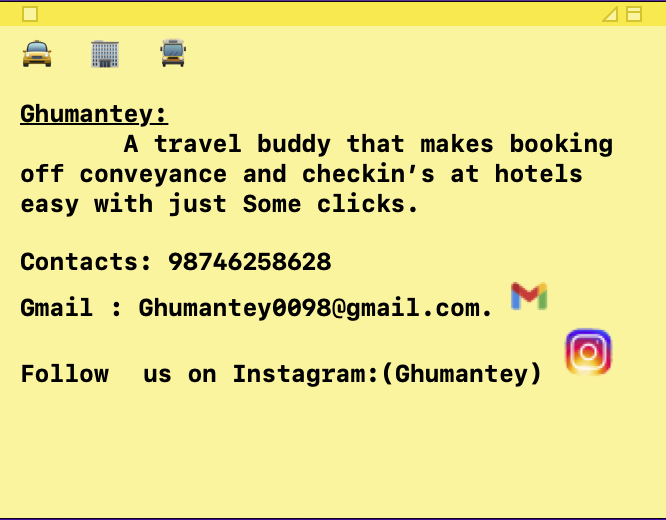 Ghumantey:
A travel buddy that makes booking
off conveyance and checkin’s at hotels
easy with just Some clicks.
Contacts: 98746258628
Gmail : Ghumantey0098@gmail.com.
Follow us on Instagram:(Ghumantey)